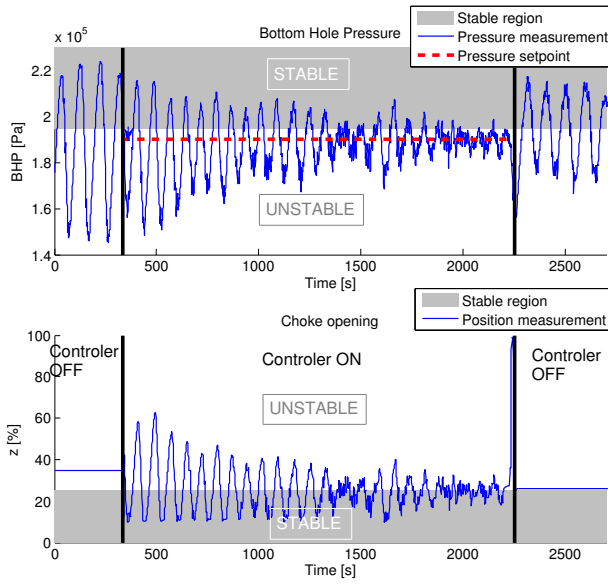 x 10⁵
Bottom Hole Pressure
Stable region
Pressure measurement
Pressure setpoint
STABLE
UNSTABLE
BHP [Pa]
2.2
2
1.8
1.6
1.4
0 500 1000 1500 2000 2500
Time [s]
Choke opening
Stable region
Position measurement
Controler
OFF
Controler ON
Controler
OFF
UNSTABLE
STABLE
z [%]
100
80
60
40
20
0
0 500 1000 1500 2000 2500
Time [s]